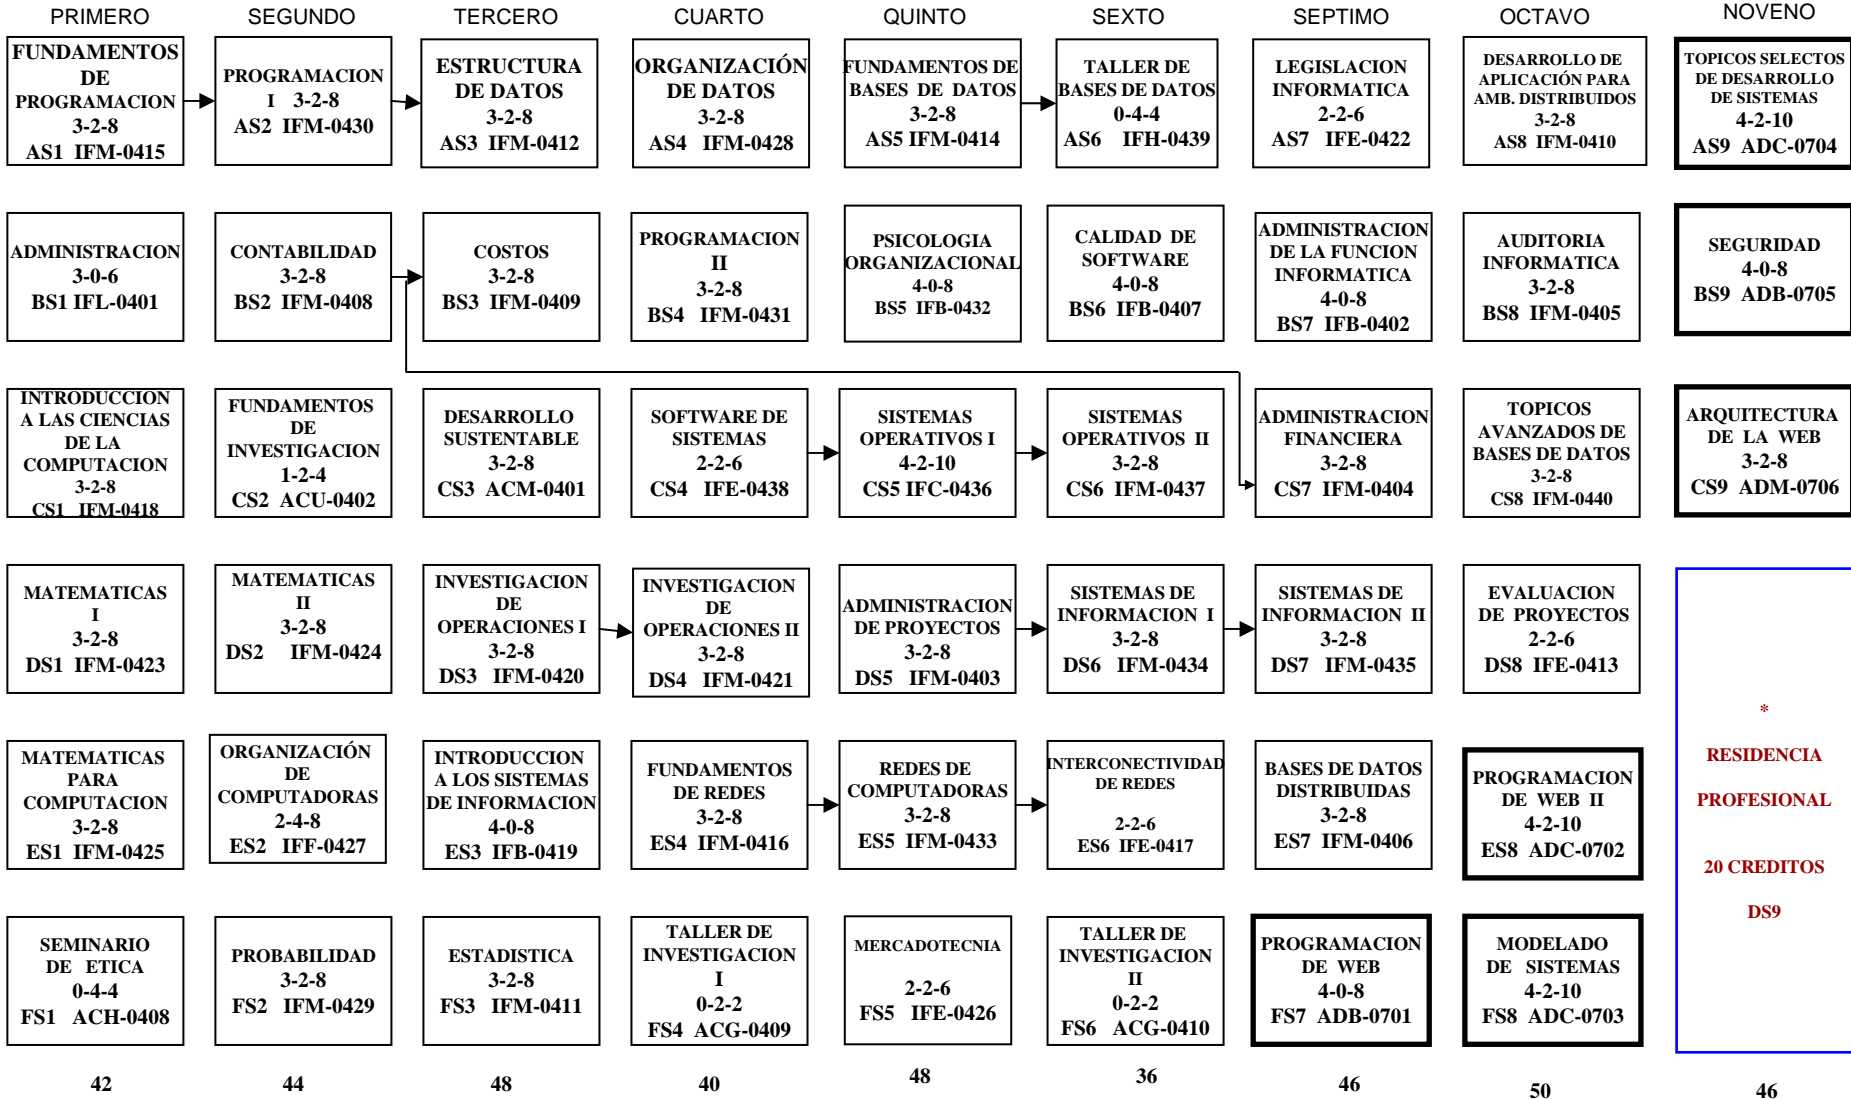 PRIMERO
SEGUNDO
TERCERO
CUARTO
QUINTO
SEXTO
SEPTIMO
OCTAVO
NOVENO
FUNDAMENTOS
DE
PROGRAMACION
3-2-8
AS1 IFM-0415
PROGRAMACION
I 3-2-8
AS2 IFM-0430
ESTRUCTURA
DE DATOS
3-2-8
AS3 IFM-0412
ORGANIZACIÓN
DE DATOS
3-2-8
AS4 IFM-0428
FUNDAMENTOS DE
BASES DE DATOS
3-2-8
AS5 IFM-0414
TALLER DE
BASES DE DATOS
0-4-4
AS6 IFH-0439
LEGISLACION
INFORMATICA
2-2-6
AS7 IFE-0422
DESARROLLO DE
APLICACIÓN PARA
AMB. DISTRIBUIDOS
3-2-8
AS8 IFM-0410
TOPICOS SELECTOS
DE DESARROLLO
DE SISTEMAS
4-2-10
AS9 ADC-0704
ADMINISTRACION
3-0-6
BS1 IFL-0401
CONTABILIDAD
3-2-8
BS2 IFM-0408
COSTOS
3-2-8
BS3 IFM-0409
PROGRAMACION
II
3-2-8
BS4 IFM-0431
PSICOLOGIA
ORGANIZACIONAL
4-0-8
BS5 IFB-0432
CALIDAD DE
SOFTWARE
4-0-8
BS6 IFB-0407
ADMINISTRACION
DE LA FUNCION
INFORMATICA
4-0-8
BS7 IFB-0402
AUDITORIA
INFORMATICA
3-2-8
BS8 IFM-0405
SEGURIDAD
4-0-8
BS9 ADB-0705
INTRODUCCION
A LAS CIENCIAS
DE LA
COMPUTACION
3-2-8
CS1 IFM-0418
FUNDAMENTOS
DE
INVESTIGACION
1-2-4
CS2 ACU-0402
DESARROLLO
SUSTENTABLE
3-2-8
CS3 ACM-0401
SOFTWARE DE
SISTEMAS
2-2-6
CS4 IFE-0438
SISTEMAS
OPERATIVOS I
4-2-10
CS5 IFC-0436
SISTEMAS
OPERATIVOS II
3-2-8
CS6 IFM-0437
ADMINISTRACION
FINANCIERA
3-2-8
CS7 IFM-0404
TOPICOS
AVANZADOS DE
BASES DE DATOS
3-2-8
CS8 IFM-0440
ARQUITECTURA
DE LA WEB
3-2-8
CS9 ADM-0706
MATEMATICAS
I
3-2-8
DS1 IFM-0423
MATEMATICAS
II
3-2-8
DS2 IFM-0424
INVESTIGACION
DE
OPERACIONES I
3-2-8
DS3 IFM-0420
INVESTIGACION
DE
OPERACIONES II
3-2-8
DS4 IFM-0421
ADMINISTRACION
DE PROYECTOS
3-2-8
DS5 IFM-0403
SISTEMAS DE
INFORMACION I
3-2-8
DS6 IFM-0434
SISTEMAS DE
INFORMACION II
3-2-8
DS7 IFM-0435
EVALUACION
DE PROYECTOS
2-2-6
DS8 IFE-0413
*
RESIDENCIA
PROFESIONAL
20 CREDITOS
DS9
MATEMATICAS
PARA
COMPUTACION
3-2-8
ES1 IFM-0425
ORGANIZACIÓN
DE
COMPUTADORAS
2-4-8
ES2 IFF-0427
INTRODUCCION
A LOS SISTEMAS
DE INFORMACION
4-0-8
ES3 IFB-0419
FUNDAMENTOS
DE REDES
3-2-8
ES4 IFM-0416
REDES DE
COMPUTADORAS
3-2-8
ES5 IFM-0433
INTERCONECTIVIDAD
DE REDES
2-2-6
ES6 IFE-0417
BASES DE DATOS
DISTRIBUIDAS
3-2-8
ES7 IFM-0406
PROGRAMACION
DE WEB II
4-2-10
ES8 ADC-0702
SEMINARIO
DE ETICA
0-4-4
FS1 ACH-0408
PROBABILIDAD
3-2-8
FS2 IFM-0429
ESTADISTICA
3-2-8
FS3 IFM-0411
TALLER DE
INVESTIGACION
I
0-2-2
FS4 ACG-0409
MERCADOTECNIA
2-2-6
FS5 IFE-0426
TALLER DE
INVESTIGACION
II
0-2-2
FS6 ACG-0410
PROGRAMACION
DE WEB
4-0-8
FS7 ADB-0701
MODELADO
DE SISTEMAS
4-2-10
FS8 ADC-0703
42
44
48
40
48
36
46
50
46